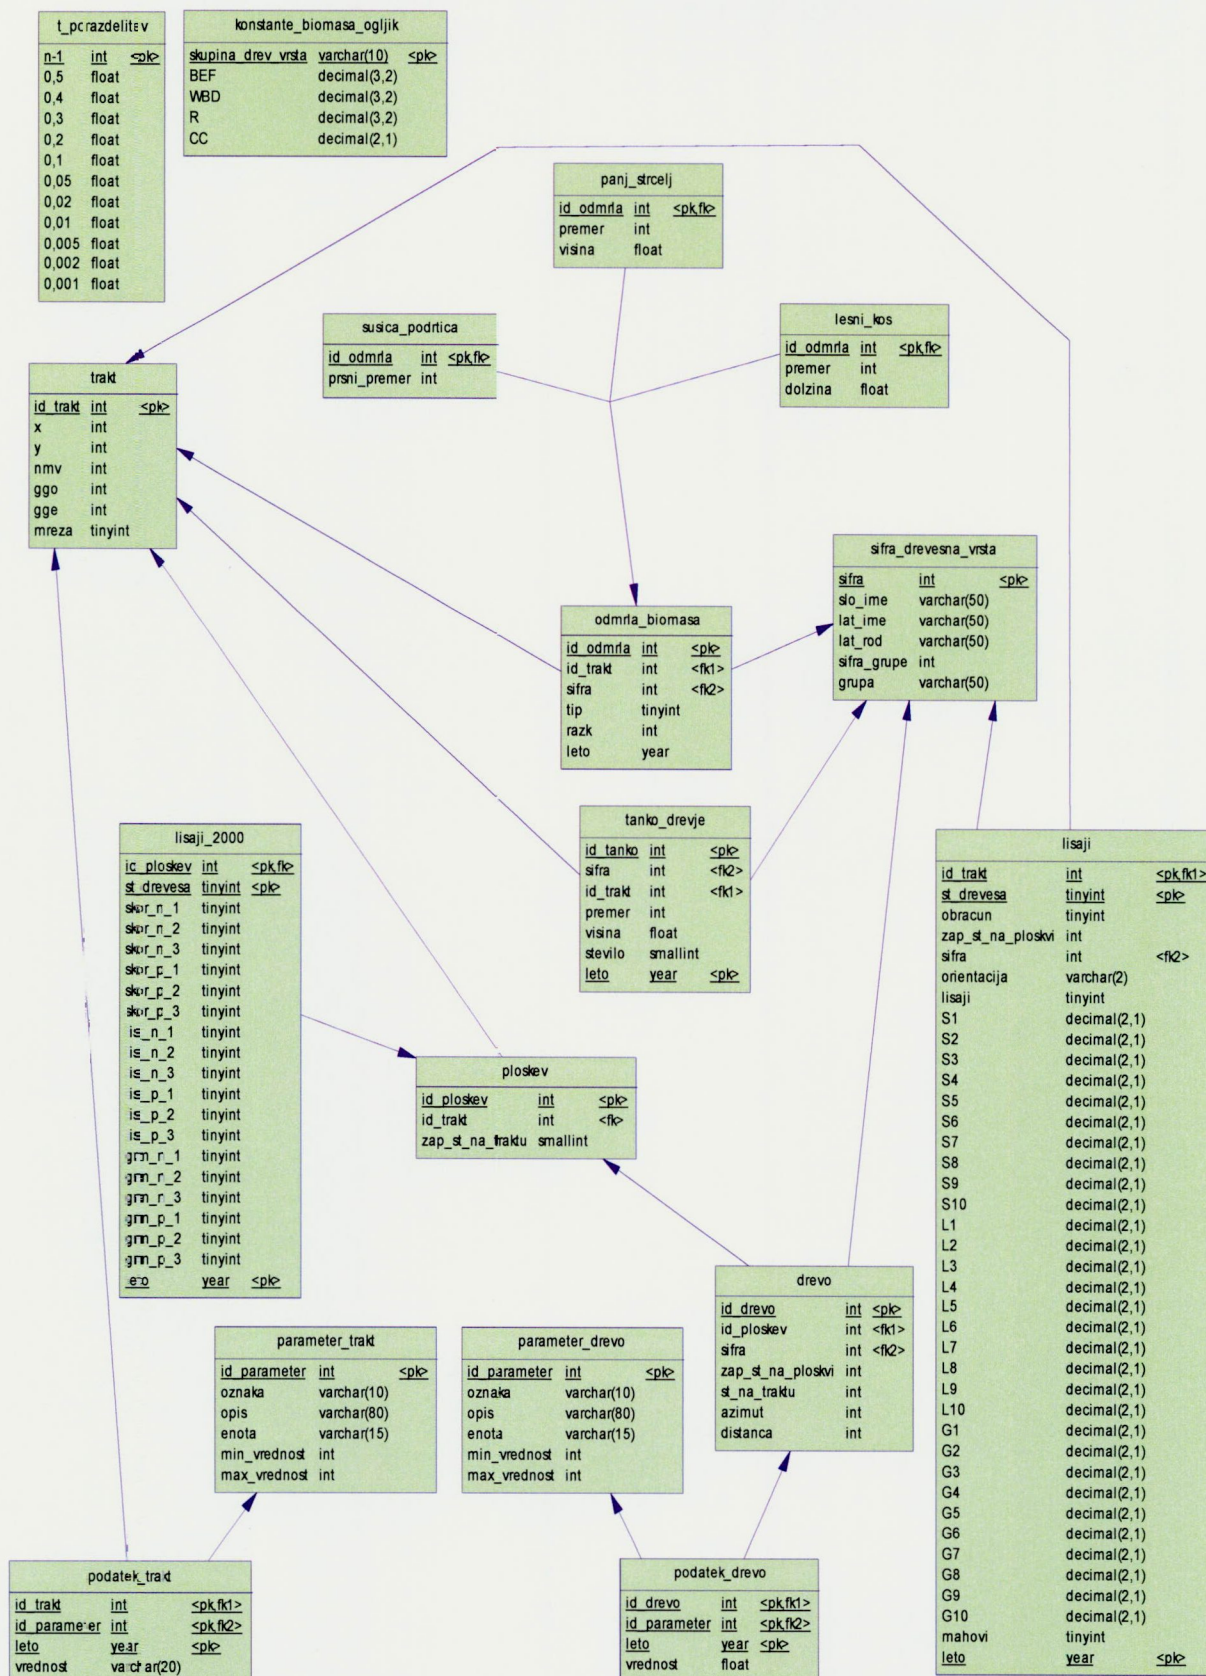 t_porazdelitev
n-1 int <pk>
0,5 float
0,4 float
0,3 float
0,2 float
0,1 float
0,05 float
0,02 float
0,01 float
0,005 float
0,002 float
0,001 float
konstante_biomasa_ogljik
skupina_drev_vrsta varchar(10) <pk>
BEF decimal(3,2)
WBD decimal(3,2)
R decimal(3,2)
CC decimal(2,1)
panj_strcelj
id_odmrla int <pk,fk>
premer int
visina float
susica_podrtica
id_odmrla int <pk,fk>
prsni_premer int
lesni_kos
id_odmrla int <pk,fk>
premer int
dolzina float
trakt
id_trakt int <pk>
x int
y int
nmv int
ggo int
gge int
mreza tinyint
sifra_drevesna_vrsta
sifra int <pk>
slo_ime varchar(50)
lat_ime varchar(50)
lat_rod varchar(50)
sifra_grupe int
grupa varchar(50)
odmrla_biomasa
id_odmrla int <pk>
id_trakt int <fk1>
sifra int <fk2>
tip tinyint
razk int
leto year
tanko_drevje
id_tanko int <pk>
sifra int <fk2>
id_trakt int <fk1>
premer int
visina float
stevilo smallint
leto year <pk>
lisaji_2000
id_ploskev int <pk,fk>
st_drevesa tinyint <pk>
skor_n_1 tinyint
skor_n_2 tinyint
skor_n_3 tinyint
skor_p_1 tinyint
skor_p_2 tinyint
skor_p_3 tinyint
lis_n_1 tinyint
lis_n_2 tinyint
lis_n_3 tinyint
lis_p_1 tinyint
lis_p_2 tinyint
lis_p_3 tinyint
grm_n_1 tinyint
grm_n_2 tinyint
grm_n_3 tinyint
grm_p_1 tinyint
grm_p_2 tinyint
grm_p_3 tinyint
leto year <pk>
lisaji
id_trakt int <pk,fk1>
st_drevesa tinyint <pk>
obracun tinyint
zap_st_na_ploskvi int
sifra int <fk2>
orientacija varchar(2)
lisaji tinyint
S1 decimal(2,1)
S2 decimal(2,1)
S3 decimal(2,1)
S4 decimal(2,1)
S5 decimal(2,1)
S6 decimal(2,1)
S7 decimal(2,1)
S8 decimal(2,1)
S9 decimal(2,1)
S10 decimal(2,1)
L1 decimal(2,1)
L2 decimal(2,1)
L3 decimal(2,1)
L4 decimal(2,1)
L5 decimal(2,1)
L6 decimal(2,1)
L7 decimal(2,1)
L8 decimal(2,1)
L9 decimal(2,1)
L10 decimal(2,1)
G1 decimal(2,1)
G2 decimal(2,1)
G3 decimal(2,1)
G4 decimal(2,1)
G5 decimal(2,1)
G6 decimal(2,1)
G7 decimal(2,1)
G8 decimal(2,1)
G9 decimal(2,1)
G10 decimal(2,1)
mahovi tinyint
leto year <pk>
ploskev
id_ploskev int <pk>
id_trakt int <fk>
zap_st_na_traktu smallint
drevo
id_drevo int <pk>
id_ploskev int <fk1>
sifra int <fk2>
zap_st_na_ploskvi int
st_na_traktu int
azimut int
distanca int
parameter_trakt
id_parameter int <pk>
oznaka varchar(10)
opis varchar(80)
enota varchar(15)
min_vrednost int
max_vrednost int
parameter_drevo
id_parameter int <pk>
oznaka varchar(10)
opis varchar(80)
enota varchar(15)
min_vrednost int
max_vrednost int
podatek_trakt
id_trakt int <pk,fk1>
id_parameter int <pk,fk2>
leto year <pk>
vrednost varchar(20)
podatek_drevo
id_drevo int <pk,fk1>
id_parameter int <pk,fk2>
leto year <pk>
vrednost float